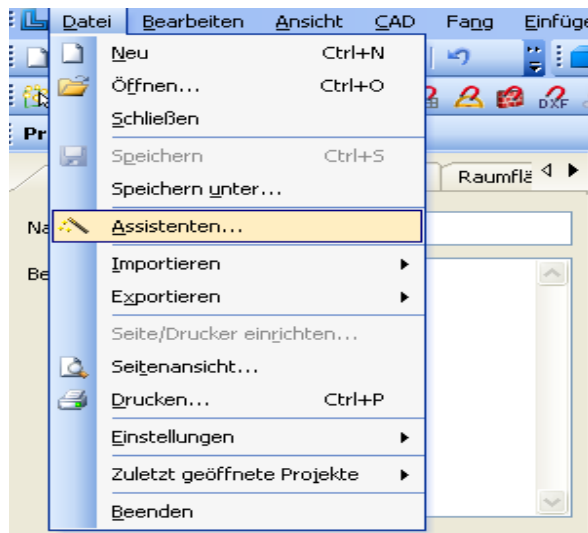 Datei Bearbeiten Ansicht CAD Fang Einfüge
Neu Ctrl+N
Öffnen... Ctrl+O
DXF
Schließen
Pr
Speichern Ctrl+S
Raumflä
Speichern unter...
Na
Assistenten...
Be
Importieren
Exportieren
Seite/Drucker einrichten...
Seitenansicht...
Drucken... Ctrl+P
Einstellungen
Zuletzt geöffnete Projekte
Beenden